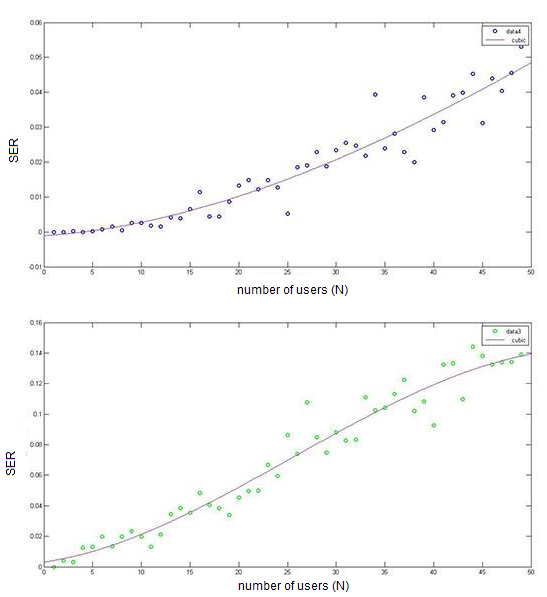 0.06
data4
cubic
0.05
0.04
0.03
SER
0.02
0.01
0
-0.01
0 5 10 15 20 25 30 35 40 45 50
number of users (N)
0.16
data3
cubic
0.14
0.12
0.1
0.08
SER
0.06
0.04
0.02
0
0 5 10 15 20 25 30 35 40 45 50
number of users (N)